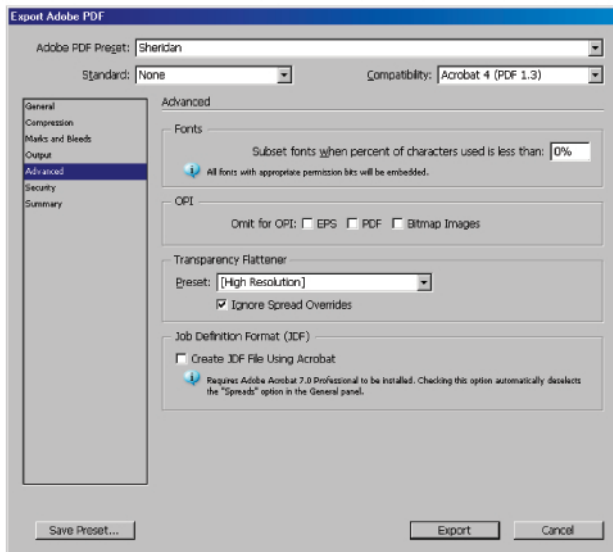 Export Adobe PDF
Adobe PDF Preset: Sheridan
Standard: None Compatibility: Acrobat 4 (PDF 1.3)
General
Compression
Marks and Bleeds
Output
Advanced
Security
Summary
Advanced
Fonts
Subset fonts when percent of characters used is less than: 0%
All fonts with appropriate permission bits will be embedded.
OPI
Omit for OPI: EPS PDF Bitmap Images
Transparency Flattener
Preset: [High Resolution]
Ignore Spread Overrides
Job Definition Format (JDF)
Create JDF File Using Acrobat
Requires Adobe Acrobat 7.0 Professional to be installed. Checking this option automatically deselects
the "Spreads" option in the General panel.
Save Preset... Export Cancel